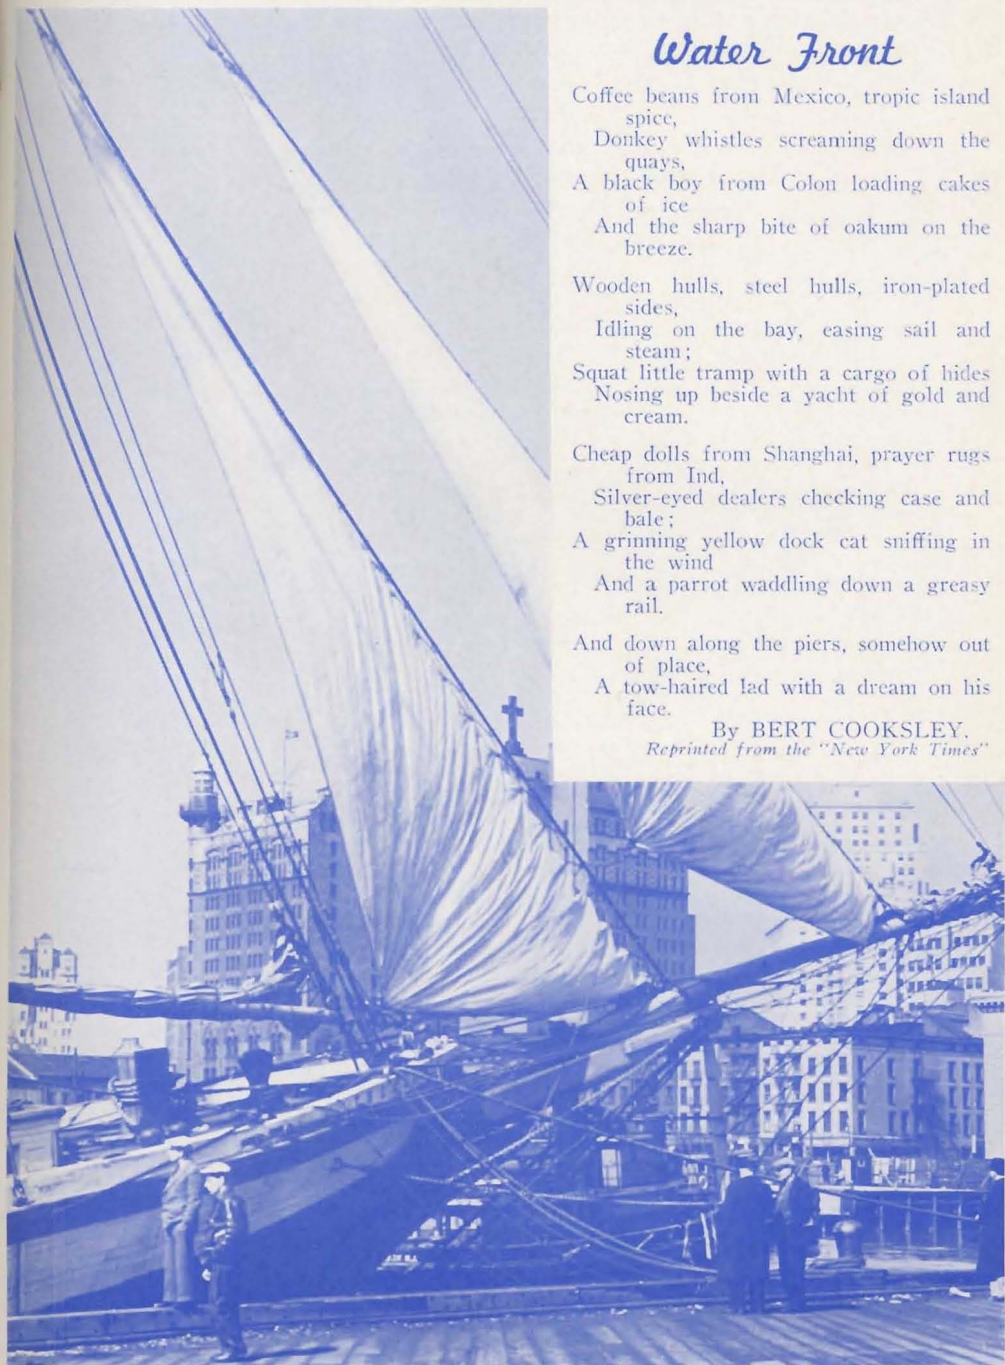 Water Front
Coffee beans from Mexico, tropic island
spice,
Donkey whistles screaming down the
quays,
A black boy from Colon loading cakes
of ice
And the sharp bite of oakum on the
breeze.
Wooden hulls, steel hulls, iron-plated
sides,
Idling on the bay, easing sail and
steam;
Squat little tramp with a cargo of hides
Nosing up beside a yacht of gold and
cream.
Cheap dolls from Shanghai, prayer rugs
from Ind,
Silver-eyed dealers checking case and
bale;
A grinning yellow dock cat sniffing in
the wind
And a parrot waddling down a greasy
rail.
And down along the piers, somehow out
of place,
A tow-haired lad with a dream on his
face.
By BERT COOKSLEY.
Reprinted from the "New York Times"